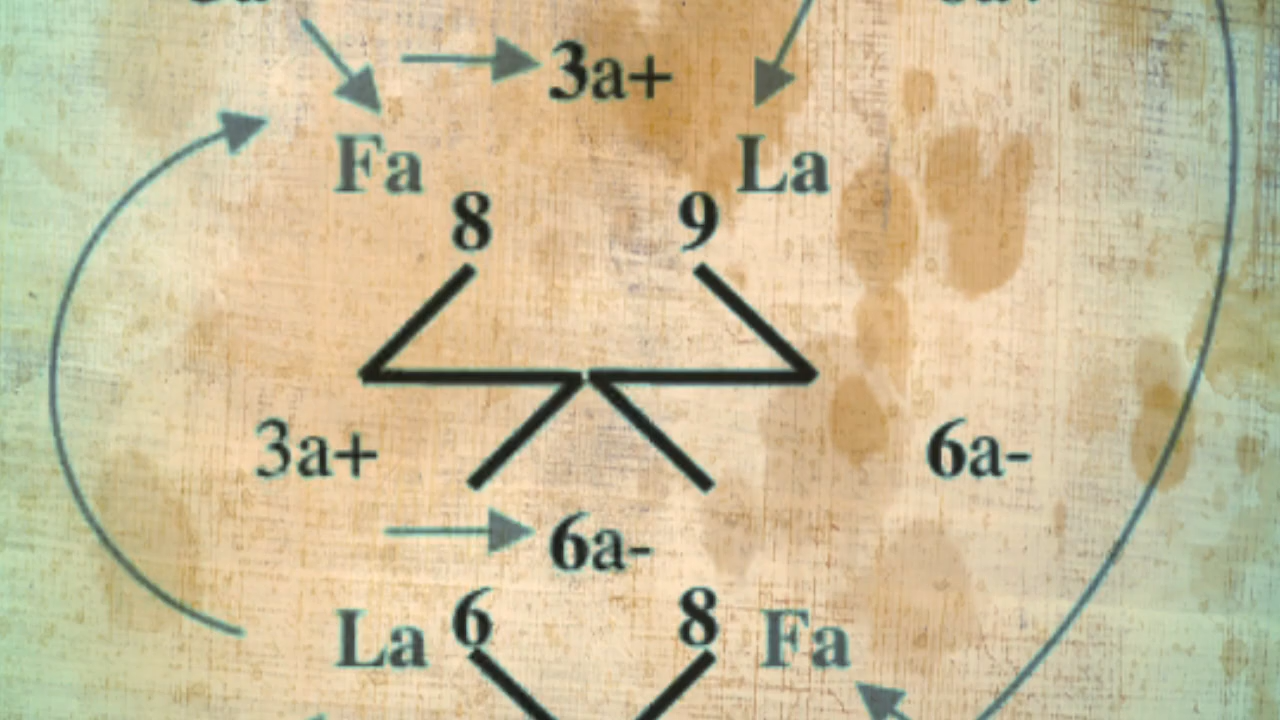 3a+
Fa La
8 9
3a+ 6a-
6a-
La 6 8 Fa